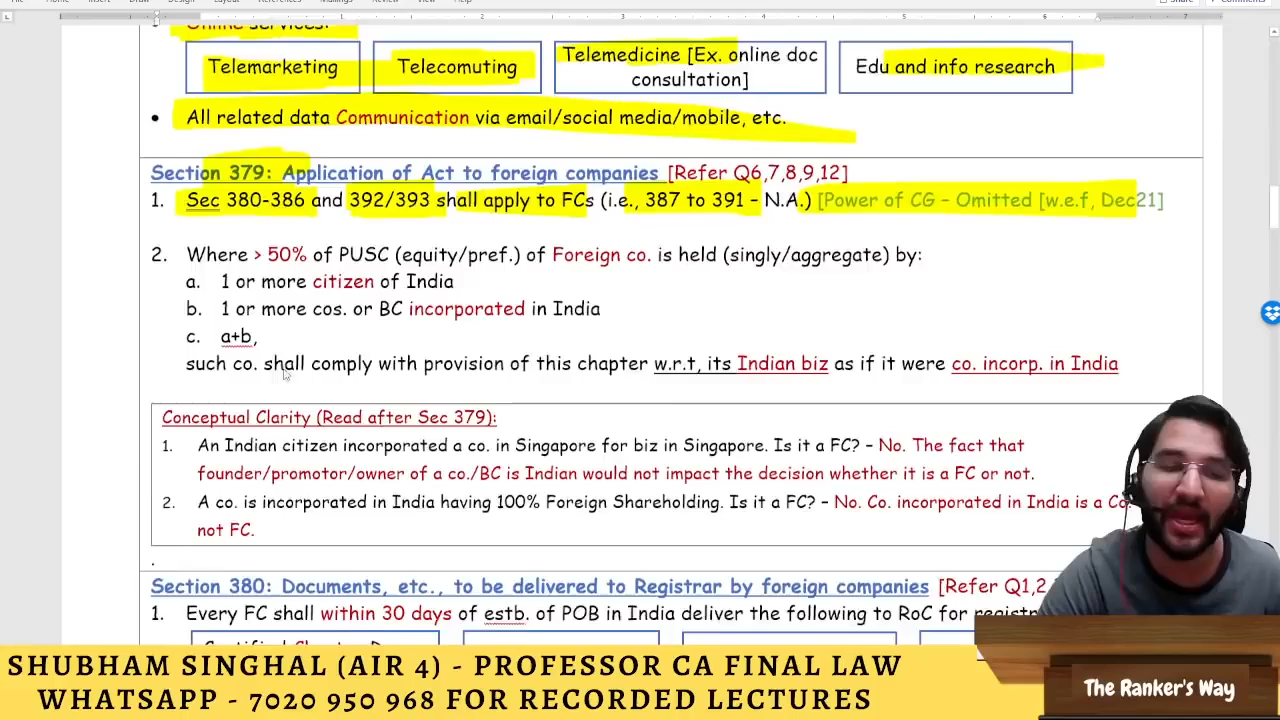 Online services:
Telemarketing
Telecomuting
Telemedicine [Ex. online doc
consultation]
Edu and info research
• All related data Communication via email/social media/mobile, etc.
Section 379: Application of Act to foreign companies [Refer Q6,7,8,9,12]
1. Sec 380-386 and 392/393 shall apply to FCs (i.e., 387 to 391 – N.A.) [Power of CG – Omitted [w.e.f, Dec21]
2. Where > 50% of PUSC (equity/pref.) of Foreign co. is held (singly/aggregate) by:
a. 1 or more citizen of India
b. 1 or more cos. or BC incorporated in India
c. a+b,
such co. shall comply with provision of this chapter w.r.t, its Indian biz as if it were co. incorp. in India
Conceptual Clarity (Read after Sec 379):
1. An Indian citizen incorporated a co. in Singapore for biz in Singapore. Is it a FC? – No. The fact that
founder/promotor/owner of a co./BC is Indian would not impact the decision whether it is a FC or not.
2. A co. is incorporated in India having 100% Foreign Shareholding. Is it a FC? – No. Co. incorporated in India is a Co.
not FC.
.
Section 380: Documents, etc., to be delivered to Registrar by foreign companies [Refer Q1,2,
1. Every FC shall within 30 days of estb. of POB in India deliver the following to RoC for
SHUBHAM SINGHAL (AIR 4) - PROFESSOR CA FINAL LAW
WHATSAPP - 7020 950 968 FOR RECORDED LECTURES
The Ranker's Way